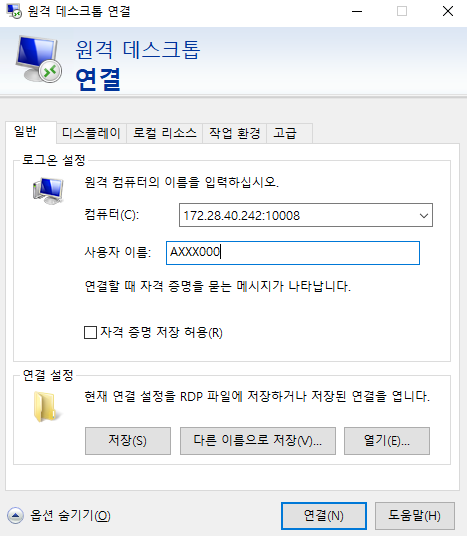 원격 데스크톱 연결
원격 데스크톱
연결
일반 디스플레이 로컬 리소스 작업 환경 고급
로그온 설정
원격 컴퓨터의 이름을 입력하십시오.
컴퓨터(C): 172.28.40.242:10008
사용자 이름: AXXX000
연결할 때 자격 증명을 묻는 메시지가 나타납니다.
자격 증명 저장 허용(R)
연결 설정
현재 연결 설정을 RDP 파일에 저장하거나 저장된 연결을 엽니다.
저장(S) 다른 이름으로 저장(V)... 열기(E)...
옵션 숨기기(O) 연결(N) 도움말(H)